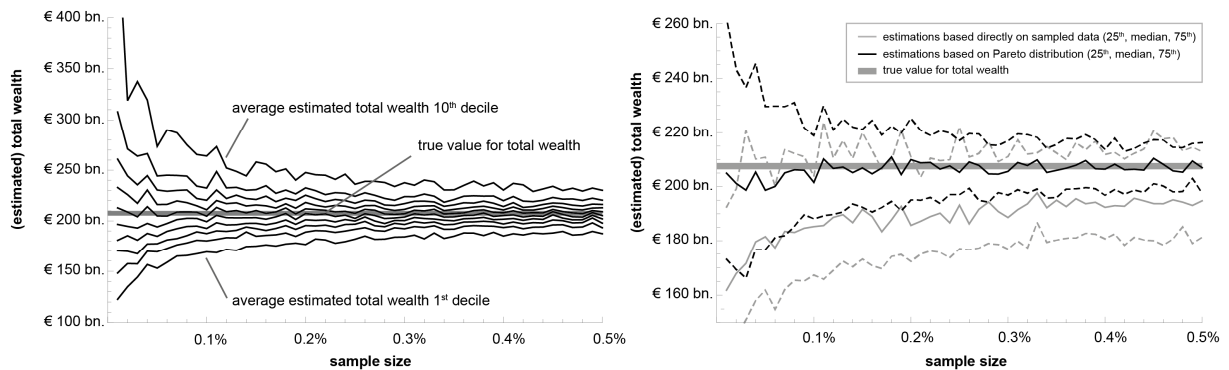 € 400 bn.
€ 350 bn.
€ 300 bn.
€ 250 bn.
€ 200 bn.
€ 150 bn.
€ 100 bn.
(estimated) total wealth
average estimated total wealth 10th decile
true value for total wealth
average estimated total wealth 1st decile
0.1%
0.2%
0.3%
0.4%
0.5%
sample size
€ 260 bn.
€ 240 bn.
€ 220 bn.
€ 200 bn.
€ 180 bn.
€ 160 bn.
(estimated) total wealth
estimations based directly on sampled data (25th, median, 75th)
estimations based on Pareto distribution (25th, median, 75th)
true value for total wealth
0.1%
0.2%
0.3%
0.4%
0.5%
sample size